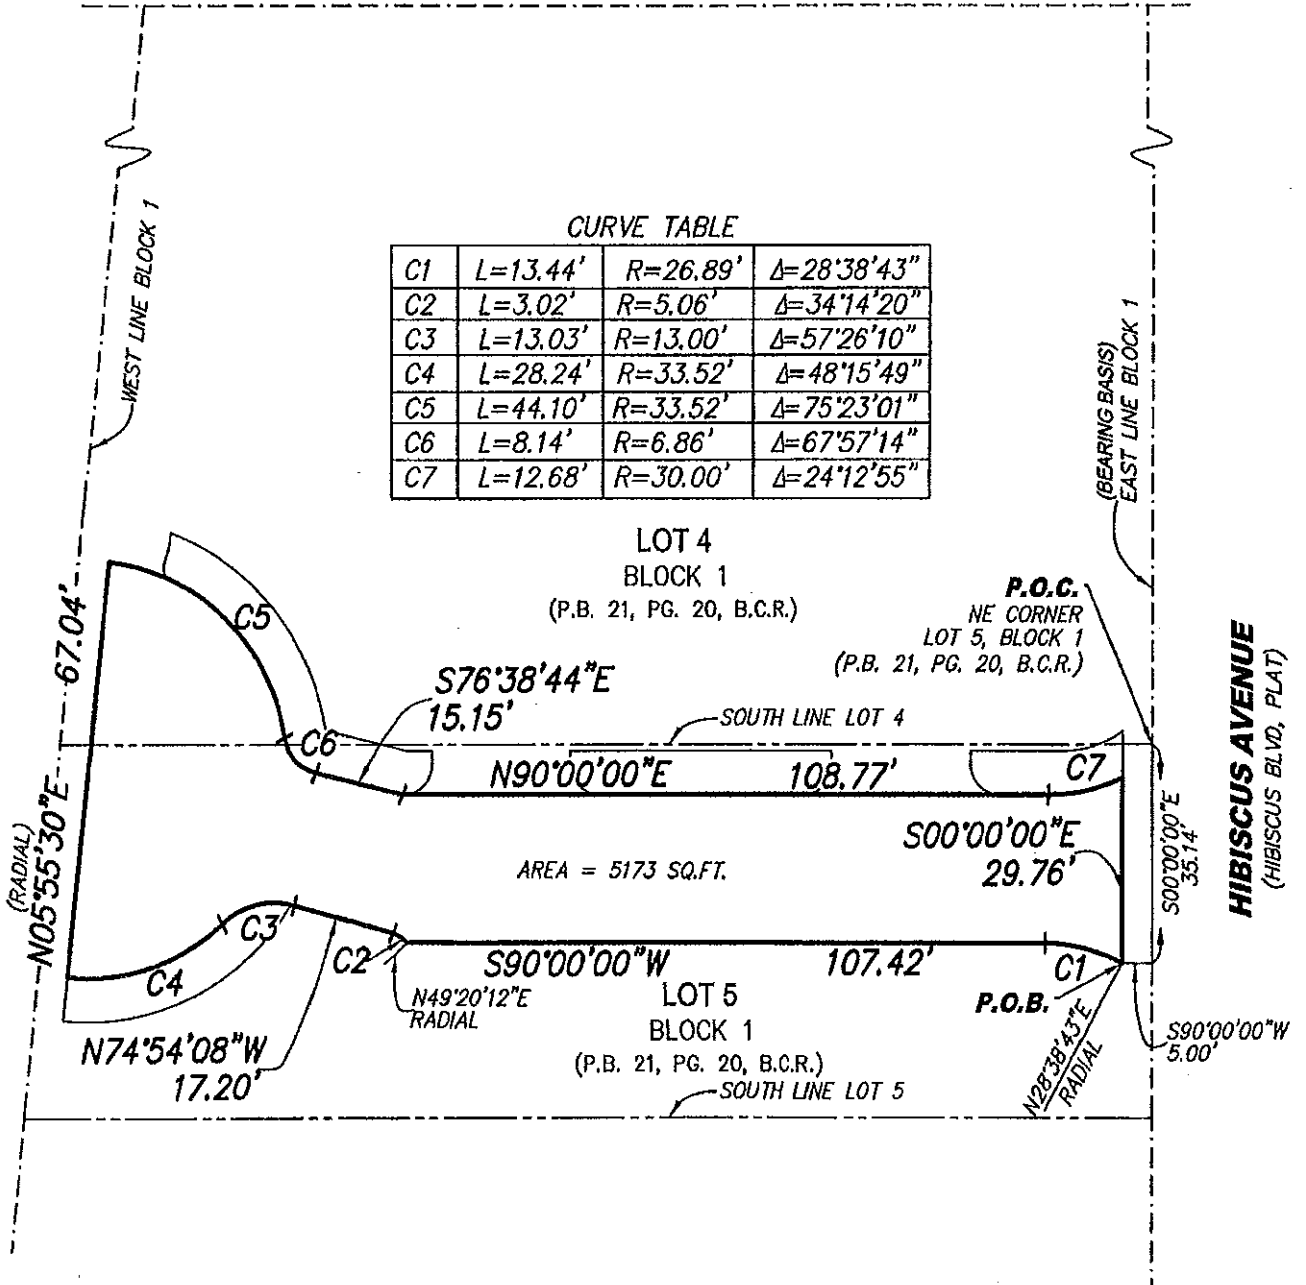 WEST LINE BLOCK 1
CURVE TABLE
C1 L=13.44' R=26.89' Δ=28°38'43"
C2 L=3.02' R=5.06' Δ=34°14'20"
C3 L=13.03' R=13.00' Δ=57°26'10"
C4 L=28.24' R=33.52' Δ=48°15'49"
C5 L=44.10' R=33.52' Δ=75°23'01"
C6 L=8.14' R=6.86' Δ=67°57'14"
C7 L=12.68' R=30.00' Δ=24°12'55"
(BEARING BASIS)
EAST LINE BLOCK 1
LOT 4
BLOCK 1
(P.B. 21, PG. 20, B.C.R.)
P.O.C.
NE CORNER
LOT 5, BLOCK 1
(P.B. 21, PG. 20, B.C.R.)
HIBISCUS AVENUE
(HIBISCUS BLVD, PLAT)
C5
67.04'
N05°55'30"E
(RADIAL)
S76°38'44"E
15.15'
SOUTH LINE LOT 4
C6
N90°00'00"E 108.77'
C7
S00°00'00"E
35.14'
S00°00'00"E
29.76'
AREA = 5173 SQ.FT.
C3
C4
C2
S90°00'00"W 107.42'
C1
N49°20'12"E
RADIAL
LOT 5
BLOCK 1
(P.B. 21, PG. 20, B.C.R.)
P.O.B.
N28°38'43"E
RADIAL
S90°00'00"W
5.00'
N74°54'08"W
17.20'
SOUTH LINE LOT 5